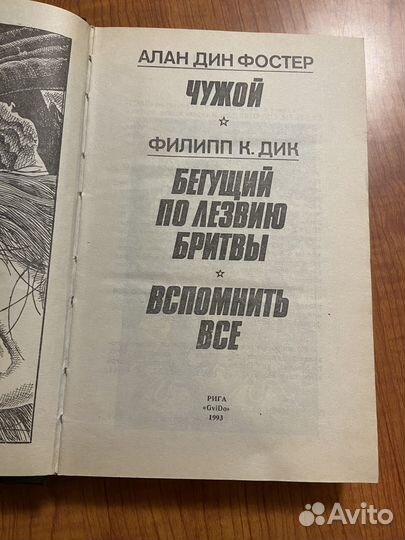 АЛАН ДИН ФОСТЕР
ЧУЖОЙ
ФИЛИПП К. ДИК
БЕГУЩИЙ
ПО ЛЕЗВИЮ
БРИТВЫ
ВСПОМНИТЬ
ВСЕ
РИГА
«GviDo»
1993
Avito